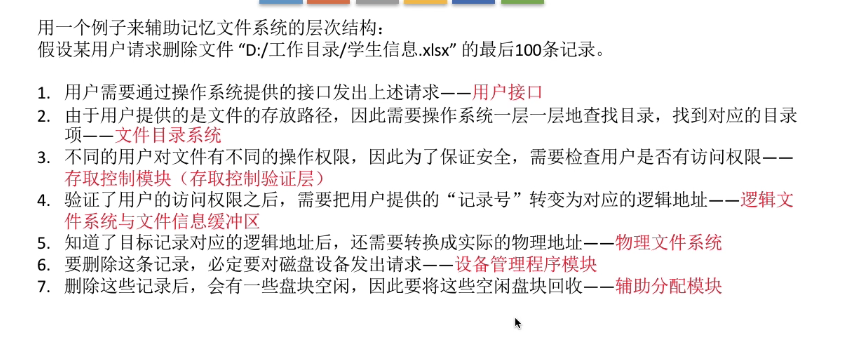 用一个例子来辅助记忆文件系统的层次结构：
假设某用户请求删除文件 “D:/工作目录/学生信息.xlsx” 的最后100条记录。
1. 用户需要通过操作系统提供的接口发出上述请求——用户接口
2. 由于用户提供的是文件的存放路径，因此需要操作系统一层一层地查找目录，找到对应的目录
项——文件目录系统
3. 不同的用户对文件有不同的操作权限，因此为了保证安全，需要检查用户是否有访问权限——
存取控制模块（存取控制验证层）
4. 验证了用户的访问权限之后，需要把用户提供的“记录号”转变为对应的逻辑地址——逻辑文
件系统与文件信息缓冲区
5. 知道了目标记录对应的逻辑地址后，还需要转换成实际的物理地址——物理文件系统
6. 要删除这条记录，必定要对磁盘设备发出请求——设备管理程序模块
7. 删除这些记录后，会有一些盘块空闲，因此要将这些空闲盘块回收——辅助分配模块